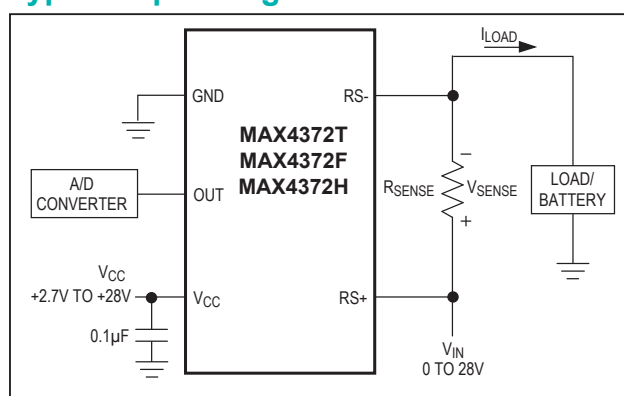 GND
OUT
VCC
RS-
RS+
MAX4372T
MAX4372F
MAX4372H
A/D
CONVERTER
VCC
+2.7V TO +28V
0.1µF
ILOAD
RSENSE
−
VSENSE
+
LOAD/
BATTERY
VIN
0 TO 28V